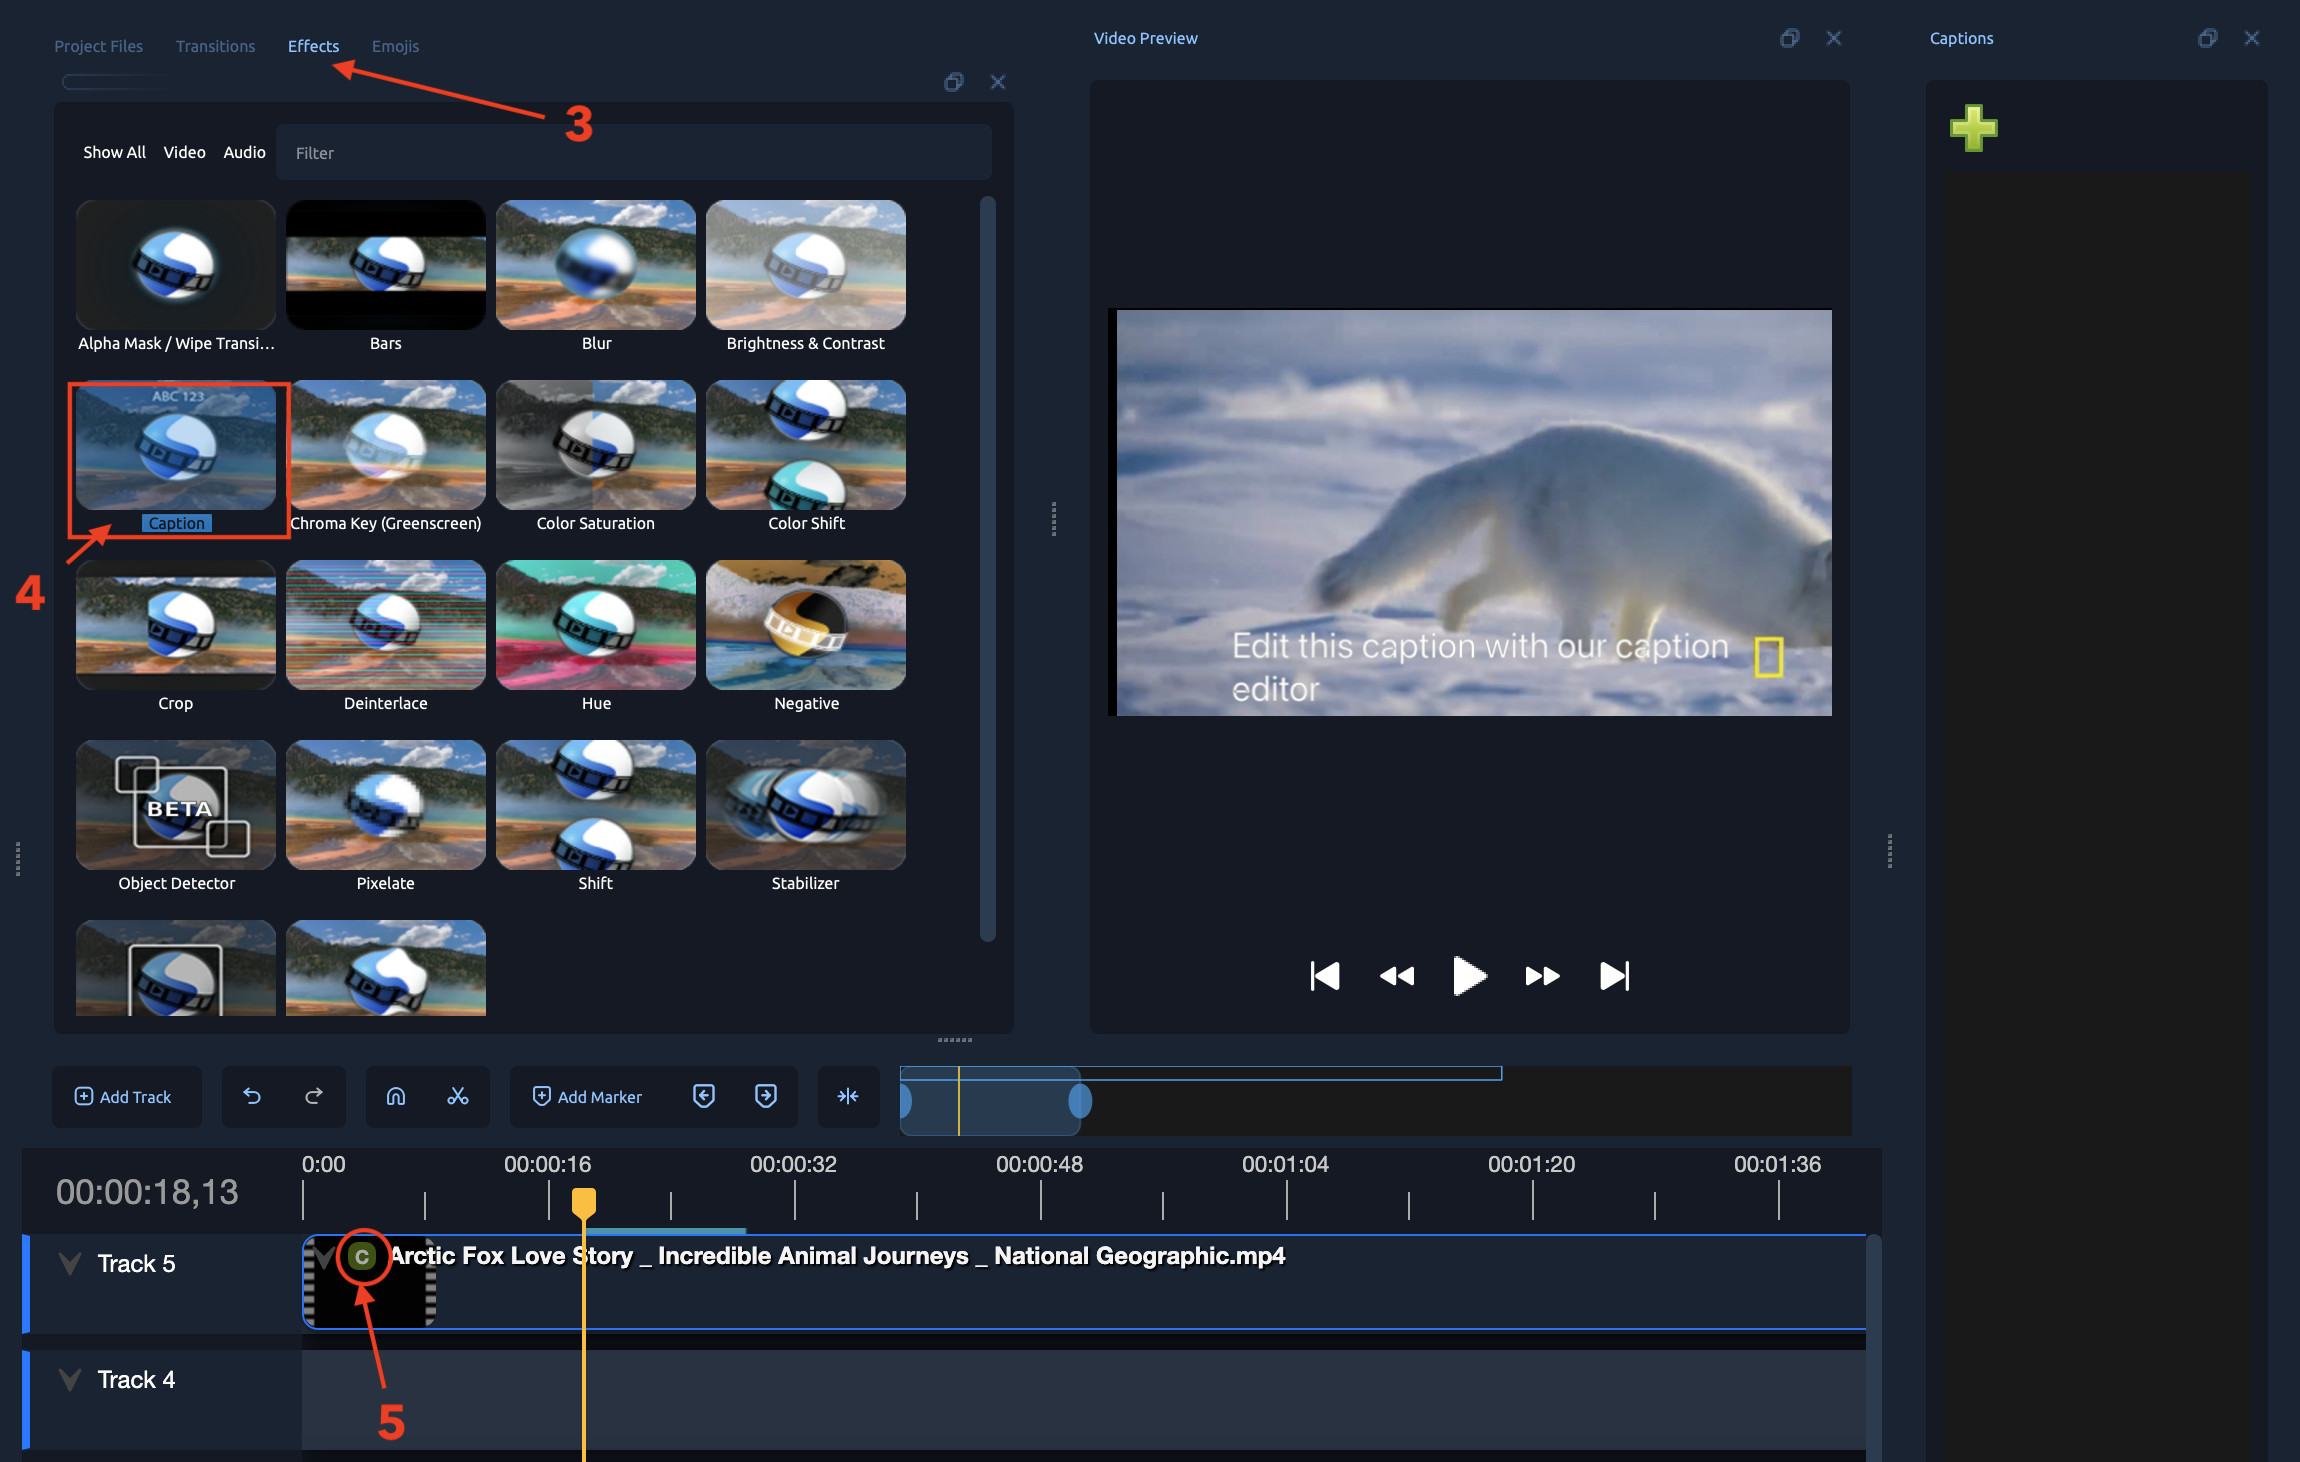 Project Files Transitions Effects Emojis
Video Preview
Captions
3
Show All Video Audio Filter
Alpha Mask / Wipe Transi... Bars Blur Brightness & Contrast
ABC 123
Caption Chroma Key (Greenscreen) Color Saturation Color Shift
4
Crop Deinterlace Hue Negative
Edit this caption with our caption
editor
BETA
Object Detector Pixelate Shift Stabilizer
Add Track Add Marker
0:00 00:00:16 00:00:32 00:00:48 00:01:04 00:01:20 00:01:36
00:00:18,13
Track 5 C Arctic Fox Love Story _ Incredible Animal Journeys _ National Geographic.mp4
Track 4
5